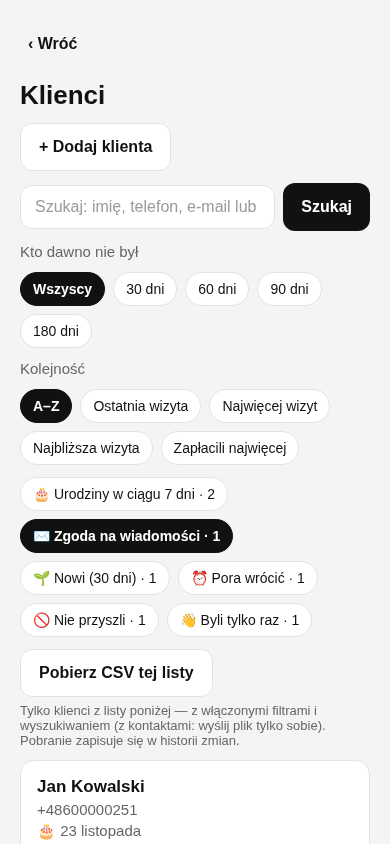 ‹ Wróć
Klienci
+ Dodaj klienta
Szukaj: imię, telefon, e-mail lub
Szukaj
Kto dawno nie był
Wszyscy
30 dni
60 dni
90 dni
180 dni
Kolejność
A–Z
Ostatnia wizyta
Najwięcej wizyt
Najbliższa wizyta
Zapłacili najwięcej
🎂 Urodziny w ciągu 7 dni · 2
✉️ Zgoda na wiadomości · 1
🌱 Nowi (30 dni) · 1
⏰ Pora wrócić · 1
🚫 Nie przyszli · 1
👋 Byli tylko raz · 1
Pobierz CSV tej listy
Tylko klienci z listy poniżej — z włączonymi filtrami i
wyszukiwaniem (z kontaktami: wyślij plik tylko sobie).
Pobranie zapisuje się w historii zmian.
Jan Kowalski
+48600000251
🎂 23 listopada